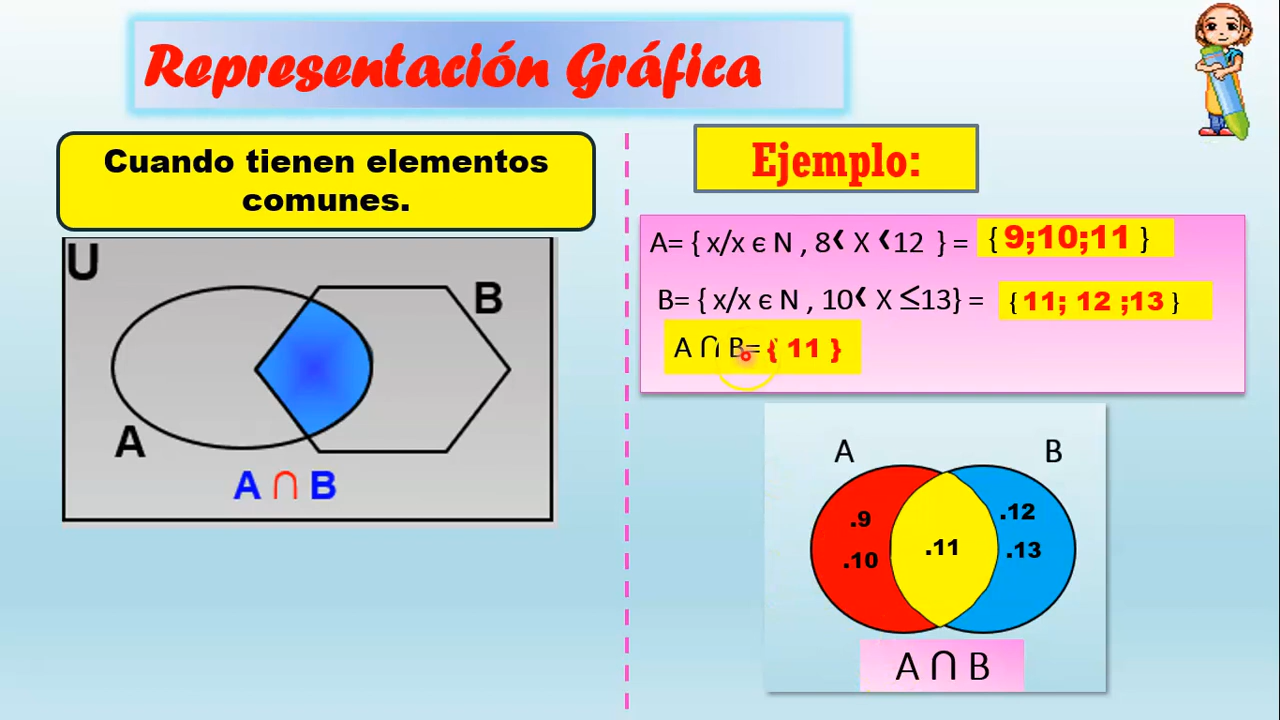 Representación Gráfica
Cuando tienen elementos
comunes.
U
A
B
A ∩ B
Ejemplo:
A= { x/x є N , 8‹ X ‹12 } = { 9;10;11 }
B= { x/x є N , 10‹ X ≤13} = { 11; 12 ;13 }
A ∩ B= { 11 }
A B
.9 .12
.10 .11 .13
A ∩ B